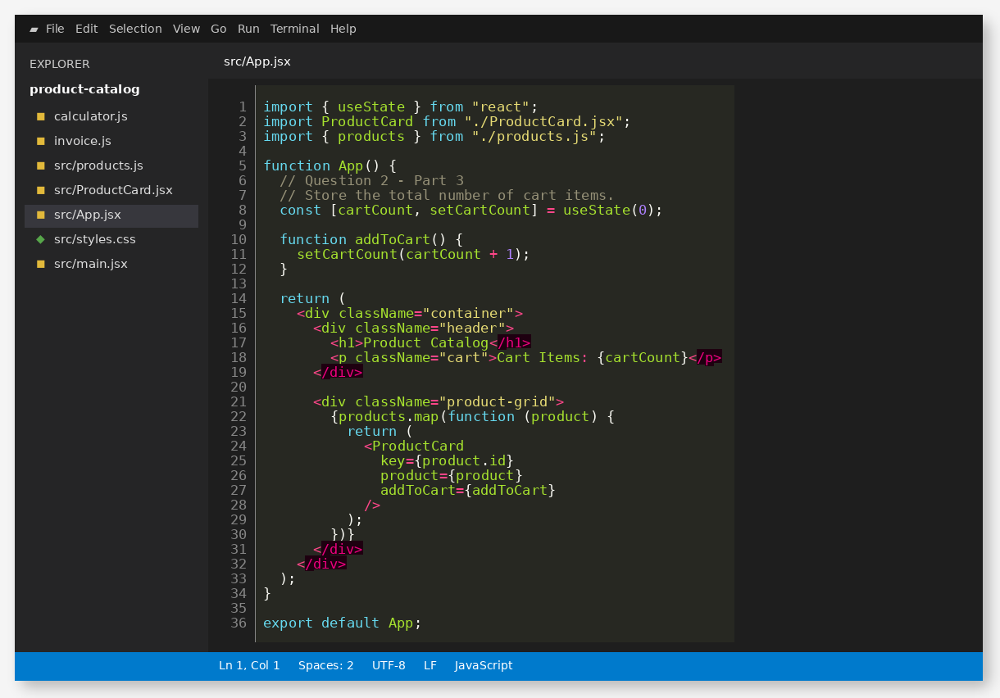 File Edit Selection View Go Run Terminal Help
EXPLORER
product-catalog
calculator.js
invoice.js
src/products.js
src/ProductCard.jsx
src/App.jsx
src/styles.css
src/main.jsx
src/App.jsx
1 import { useState } from "react";
2 import ProductCard from "./ProductCard.jsx";
3 import { products } from "./products.js";
4
5 function App() {
6   // Question 2 - Part 3
7   // Store the total number of cart items.
8   const [cartCount, setCartCount] = useState(0);
9
10   function addToCart() {
11     setCartCount(cartCount + 1);
12   }
13
14   return (
15     <div className="container">
16       <div className="header">
17         <h1>Product Catalog</h1>
18         <p className="cart">Cart Items: {cartCount}</p>
19       </div>
20
21       <div className="product-grid">
22         {products.map(function (product) {
23           return (
24             <ProductCard
25               key={product.id}
26               product={product}
27               addToCart={addToCart}
28             />
29           );
30         })}
31       </div>
32     </div>
33   );
34 }
35
36 export default App;
Ln 1, Col 1 Spaces: 2 UTF-8 LF JavaScript